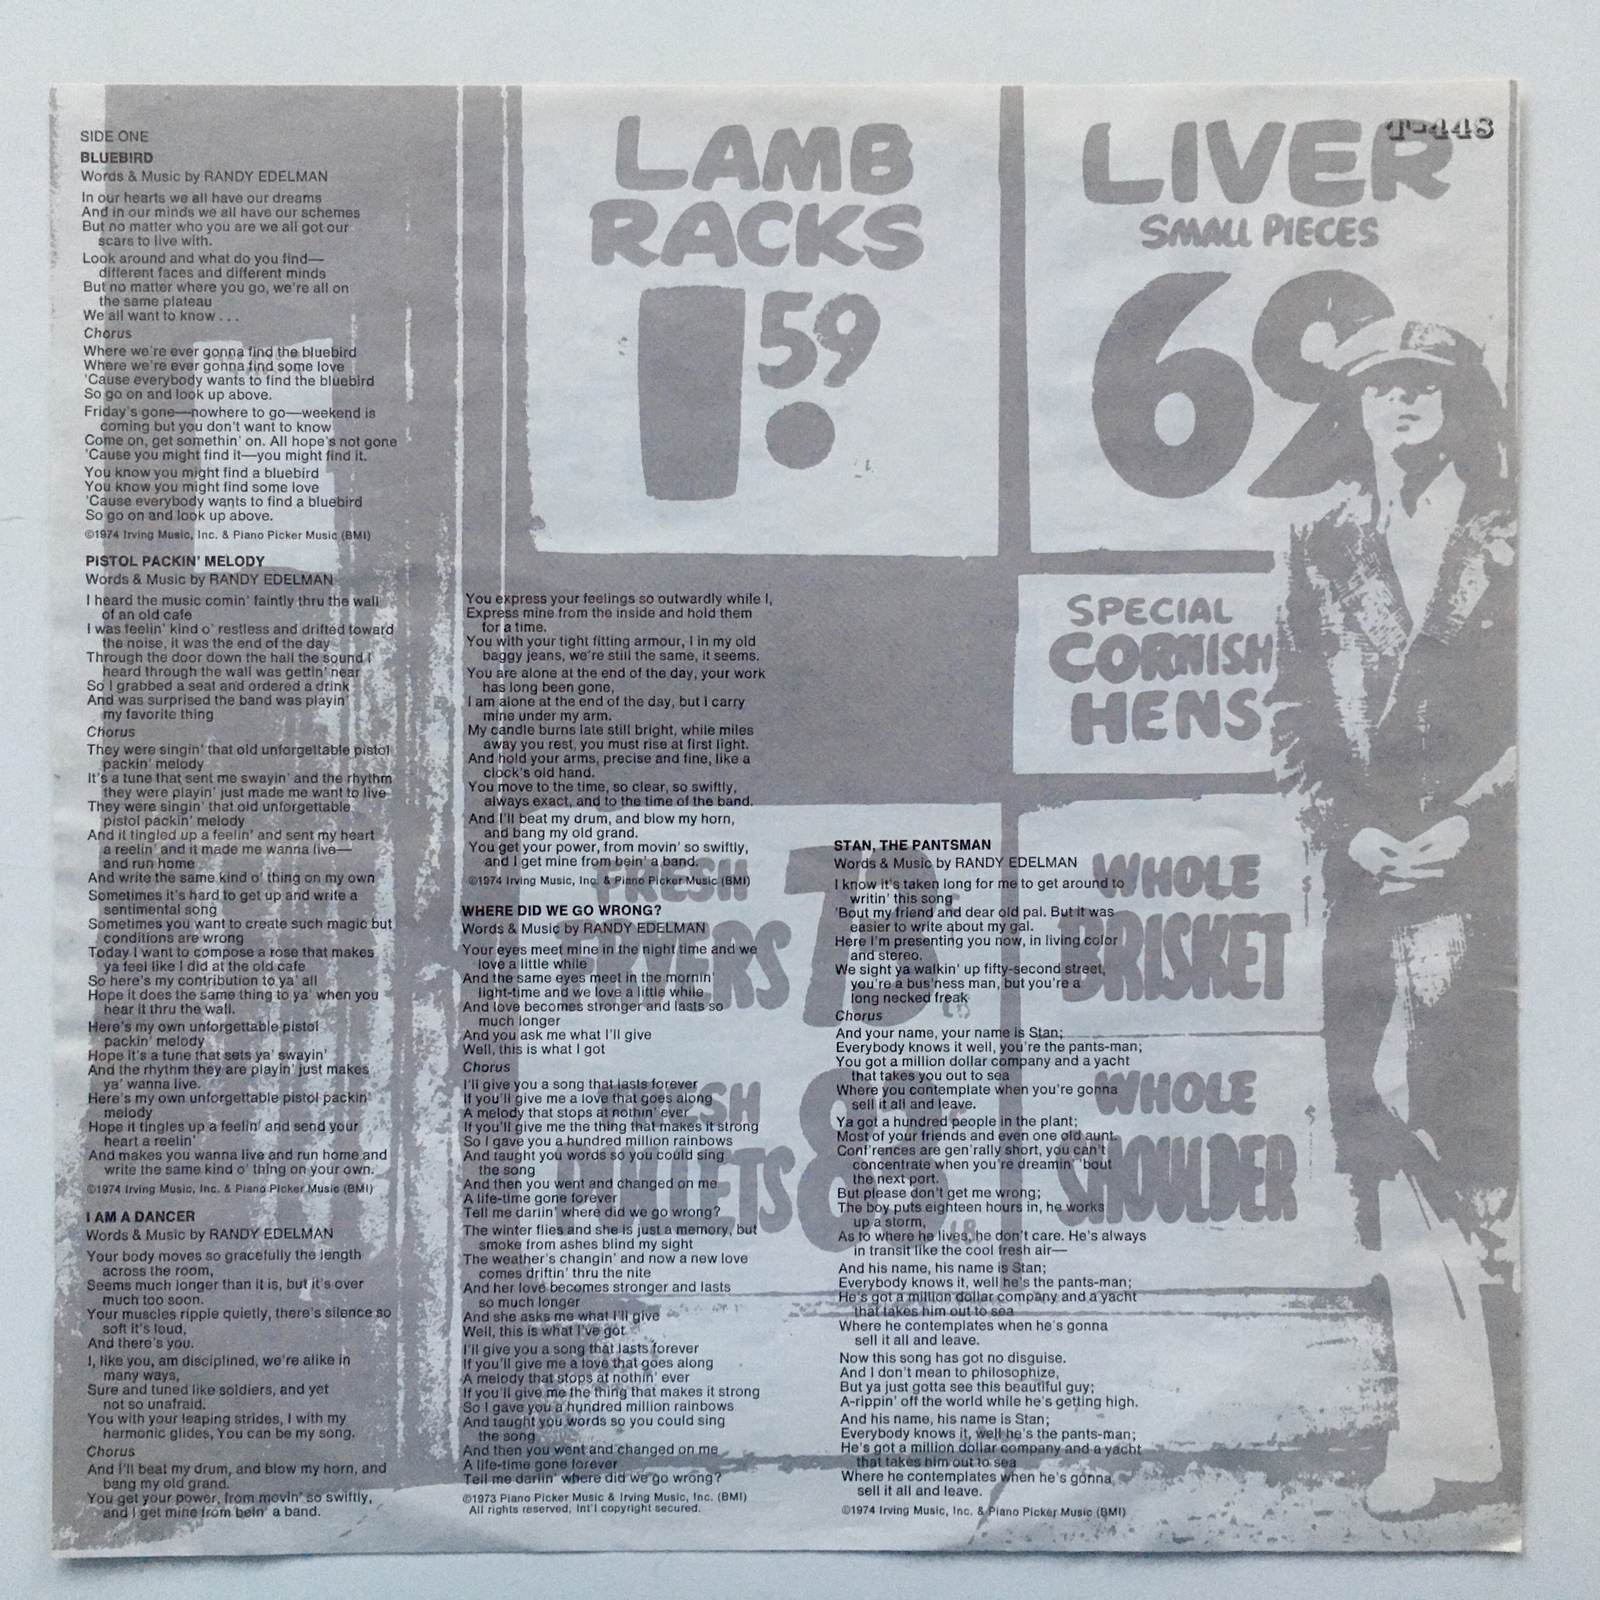 SIDE ONE
BLUEBIRD
Words & Music by RANDY EDELMAN
In our hearts we all have our dreams
And in our minds we all have our schemes
But no matter who you are we all got our
scars to live with.
Look around and what do you find—
different faces and different minds
But no matter where you go, we're all on
the same plateau
We all want to know . . .
Chorus
Where we're ever gonna find the bluebird
Where we're ever gonna find some love
'Cause everybody wants to find the bluebird
So go on and look up above.
Friday's gone—nowhere to go—weekend is
coming but you don't want to know
Come on, get somethin' on. All hope's not gone
'Cause you might find it—you might find it.
You know you might find a bluebird
You know you might find some love
'Cause everybody wants to find a bluebird
So go on and look up above.
©1974 Irving Music, Inc. & Piano Picker Music (BMI)
PISTOL PACKIN' MELODY
Words & Music by RANDY EDELMAN
I heard the music comin' faintly thru the wall
of an old cafe
I was feelin' kind o' restless and drifted toward
the noise, it was the end of the day
Through the door down the hall the sound I
heard through the wall was gettin' near
So I grabbed a seat and ordered a drink
And was surprised the band was playin'
my favorite thing
Chorus
They were singin' that old unforgettable pistol
packin' melody
It's a tune that sent me swayin' and the rhythm
they were playin' just made me want to live
They were singin' that old unforgettable
pistol packin' melody
And it tingled up a feelin' and sent my heart
a reelin' and it made me wanna live—
and run home
And write the same kind o' thing on my own
Sometimes it's hard to get up and write a
sentimental song
Sometimes you want to create such magic but
conditions are wrong
Today I want to compose a rose that makes
ya feel like I did at the old cafe
So here's my contribution to ya' all
Hope it does the same thing to ya' when you
hear it thru the wall.
Here's my own unforgettable pistol
packin' melody
Hope it's a tune that sets ya' swayin'
And the rhythm they are playin' just makes
ya' wanna live.
Here's my own unforgettable pistol packin'
melody
Hope it tingles up a feelin' and send your
heart a reelin'
And makes you wanna live and run home and
write the same kind o' thing on your own.
©1974 Irving Music, Inc. & Piano Picker Music (BMI)
I AM A DANCER
Words & Music by RANDY EDELMAN
Your body moves so gracefully the length
across the room,
Seems much longer than it is, but it's over
much too soon.
Your muscles ripple quietly, there's silence so
soft it's loud,
And there's you.
I, like you, am disciplined, we're alike in
many ways,
Sure and tuned like soldiers, and yet
not so unafraid.
You with your leaping strides, I with my
harmonic glides, You can be my song.
Chorus
And I'll beat my drum, and blow my horn, and
bang my old grand.
You get your power, from movin' so swiftly,
and I get mine from bein' a band.
You express your feelings so outwardly while I,
Express mine from the inside and hold them
for a time.
You with your tight fitting armour, I in my old
baggy jeans, we're still the same, it seems.
You are alone at the end of the day, your work
has long been gone,
I am alone at the end of the day, but I carry
mine under my arm.
My candle burns late still bright, while miles
away you rest, you must rise at first light.
And hold your arms, precise and fine, like a
clock's old hand.
You move to the time, so clear, so swiftly,
always exact, and to the time of the band.
And I'll beat my drum, and blow my horn,
and bang my old grand.
You get your power, from movin' so swiftly,
and I get mine from bein' a band.
©1974 Irving Music, Inc. & Piano Picker Music (BMI)
WHERE DID WE GO WRONG?
Words & Music by RANDY EDELMAN
Your eyes meet mine in the night time and we
love a little while
And the same eyes meet in the mornin'
light-time and we love a little while
And love becomes stronger and lasts so
much longer
And you ask me what I'll give
Well, this is what I got
Chorus
I'll give you a song that lasts forever
If you'll give me a love that goes along
A melody that stops at nothin' ever
If you'll give me the thing that makes it strong
So I gave you a hundred million rainbows
And taught you words so you could sing
the song
And then you went and changed on me
A life-time gone forever
Tell me darlin' where did we go wrong?
The winter flies and she is just a memory, but
smoke from ashes blind my sight
The weather's changin' and now a new love
comes driftin' thru the nite
And her love becomes stronger and lasts
so much longer
And she asks me what I'll give
Well, this is what I've got
I'll give you a song that lasts forever
If you'll give me a love that goes along
A melody that stops at nothin' ever
If you'll give me the thing that makes it strong
So I gave you a hundred million rainbows
And taught you words so you could sing
the song
And then you went and changed on me
A life-time gone forever
Tell me darlin' where did we go wrong?
©1973 Piano Picker Music & Irving Music, Inc. (BMI)
All rights reserved, Int'l copyright secured.
STAN, THE PANTSMAN
Words & Music by RANDY EDELMAN
I know it's taken long for me to get around to
writin' this song
'Bout my friend and dear old pal. But it was
easier to write about my gal.
Here I'm presenting you now, in living color
and stereo.
We sight ya walkin' up fifty-second street,
you're a bus'ness man, but you're a
long necked freak
Chorus
And your name, your name is Stan;
Everybody knows it well, you're the pants-man;
You got a million dollar company and a yacht
that takes you out to sea
Where you contemplate when you're gonna
sell it all and leave.
Ya got a hundred people in the plant;
Most of your friends and even one old aunt.
Conf'rences are gen'rally short, you can't
concentrate when you're dreamin' 'bout
the next port.
But please don't get me wrong;
The boy puts eighteen hours in, he works
up a storm,
As to where he lives, he don't care. He's always
in transit like the cool fresh air—
And his name, his name is Stan;
Everybody knows it, well he's the pants-man;
He's got a million dollar company and a yacht
that takes him out to sea
Where he contemplates when he's gonna
sell it all and leave.
Now this song has got no disguise.
And I don't mean to philosophize,
But ya just gotta see this beautiful guy;
A-rippin' off the world while he's getting high.
And his name, his name is Stan;
Everybody knows it, well he's the pants-man;
He's got a million dollar company and a yacht
that takes him out to sea
Where he contemplates when he's gonna
sell it all and leave.
©1974 Irving Music, Inc. & Piano Picker Music (BMI)
LAMB
RACKS
1.59
LIVER
SMALL PIECES
69
T-448
SPECIAL
CORNISH
HENS
FRESH
WHOLE
BRISKET
WHOLE
SHOULDER